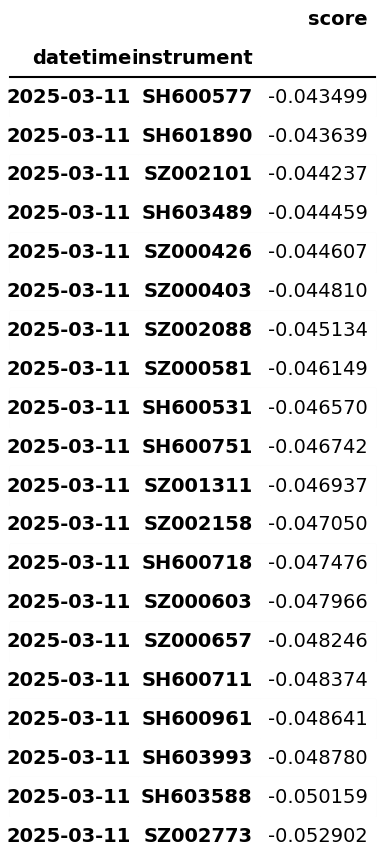 score
datetime instrument
2025-03-11 SH600577 -0.043499
2025-03-11 SH601890 -0.043639
2025-03-11 SZ002101 -0.044237
2025-03-11 SH603489 -0.044459
2025-03-11 SZ000426 -0.044607
2025-03-11 SZ000403 -0.044810
2025-03-11 SZ002088 -0.045134
2025-03-11 SZ000581 -0.046149
2025-03-11 SH600531 -0.046570
2025-03-11 SH600751 -0.046742
2025-03-11 SZ001311 -0.046937
2025-03-11 SZ002158 -0.047050
2025-03-11 SH600718 -0.047476
2025-03-11 SZ000603 -0.047966
2025-03-11 SZ000657 -0.048246
2025-03-11 SH600711 -0.048374
2025-03-11 SH600961 -0.048641
2025-03-11 SH603993 -0.048780
2025-03-11 SH603588 -0.050159
2025-03-11 SZ002773 -0.052902